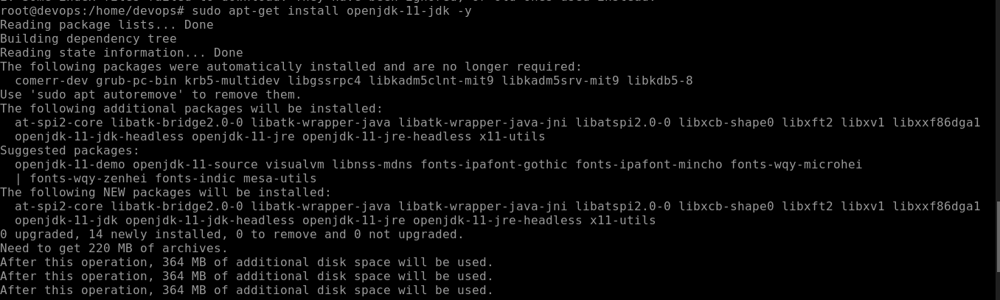 root@devops:/home/devops# sudo apt-get install openjdk-11-jdk -y
Reading package lists... Done
Building dependency tree
Reading state information... Done
The following packages were automatically installed and are no longer required:
  comerr-dev grub-pc-bin krb5-multidev libgssrpc4 libkadm5clnt-mit9 libkadm5srv-mit9 libkdb5-8
Use 'sudo apt autoremove' to remove them.
The following additional packages will be installed:
  at-spi2-core libatk-bridge2.0-0 libatk-wrapper-java libatk-wrapper-java-jni libatspi2.0-0 libxcb-shape0 libxft2 libxv1 libxxf86dga1
  openjdk-11-jdk-headless openjdk-11-jre openjdk-11-jre-headless x11-utils
Suggested packages:
  openjdk-11-demo openjdk-11-source visualvm libnss-mdns fonts-ipafont-gothic fonts-ipafont-mincho fonts-wqy-microhei
  | fonts-wqy-zenhei fonts-indic mesa-utils
The following NEW packages will be installed:
  at-spi2-core libatk-bridge2.0-0 libatk-wrapper-java libatk-wrapper-java-jni libatspi2.0-0 libxcb-shape0 libxft2 libxv1 libxxf86dga1
  openjdk-11-jdk openjdk-11-jdk-headless openjdk-11-jre openjdk-11-jre-headless x11-utils
0 upgraded, 14 newly installed, 0 to remove and 0 not upgraded.
Need to get 220 MB of archives.
After this operation, 364 MB of additional disk space will be used.
After this operation, 364 MB of additional disk space will be used.
After this operation, 364 MB of additional disk space will be used.